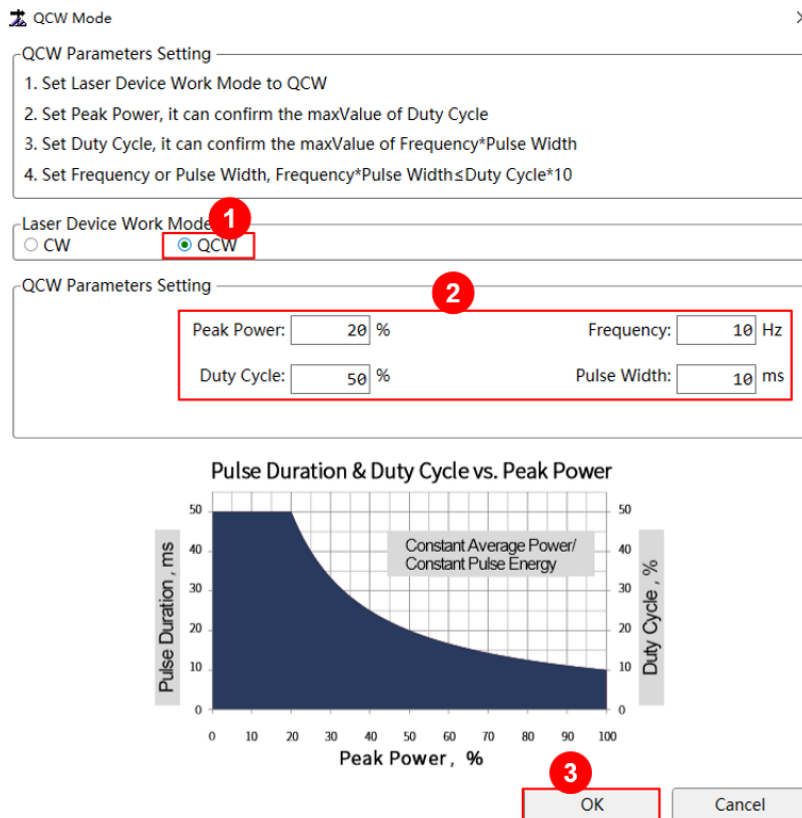 QCW Mode
QCW Parameters Setting
1. Set Laser Device Work Mode to QCW
2. Set Peak Power, it can confirm the maxValue of Duty Cycle
3. Set Duty Cycle, it can confirm the maxValue of Frequency*Pulse Width
4. Set Frequency or Pulse Width, Frequency*Pulse Width≤Duty Cycle*10
Laser Device Work Mode
1
CW QCW
QCW Parameters Setting
2
Peak Power: 20 % Frequency: 10 Hz
Duty Cycle: 50 % Pulse Width: 10 ms
Pulse Duration & Duty Cycle vs. Peak Power
Pulse Duration , ms
50 40 30 20 10 0
Constant Average Power/
Constant Pulse Energy
50 40 30 20 10 0
Duty Cycle , %
0 10 20 30 40 50 60 70 80 90 100
Peak Power , %
3
OK Cancel